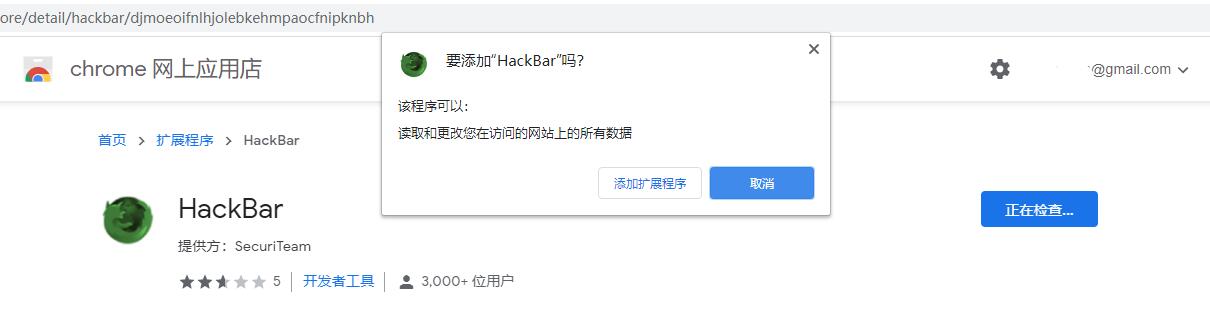 ore/detail/hackbar/djmoeoifnlhjolebkehmpaocfnipknbh
chrome 网上应用店
@gmail.com
要添加“HackBar”吗?
该程序可以:
读取和更改您在访问的网站上的所有数据
添加扩展程序 取消
首页 > 扩展程序 > HackBar
HackBar
正在检查...
提供方: SecuriTeam
5 开发者工具 3,000+ 位用户